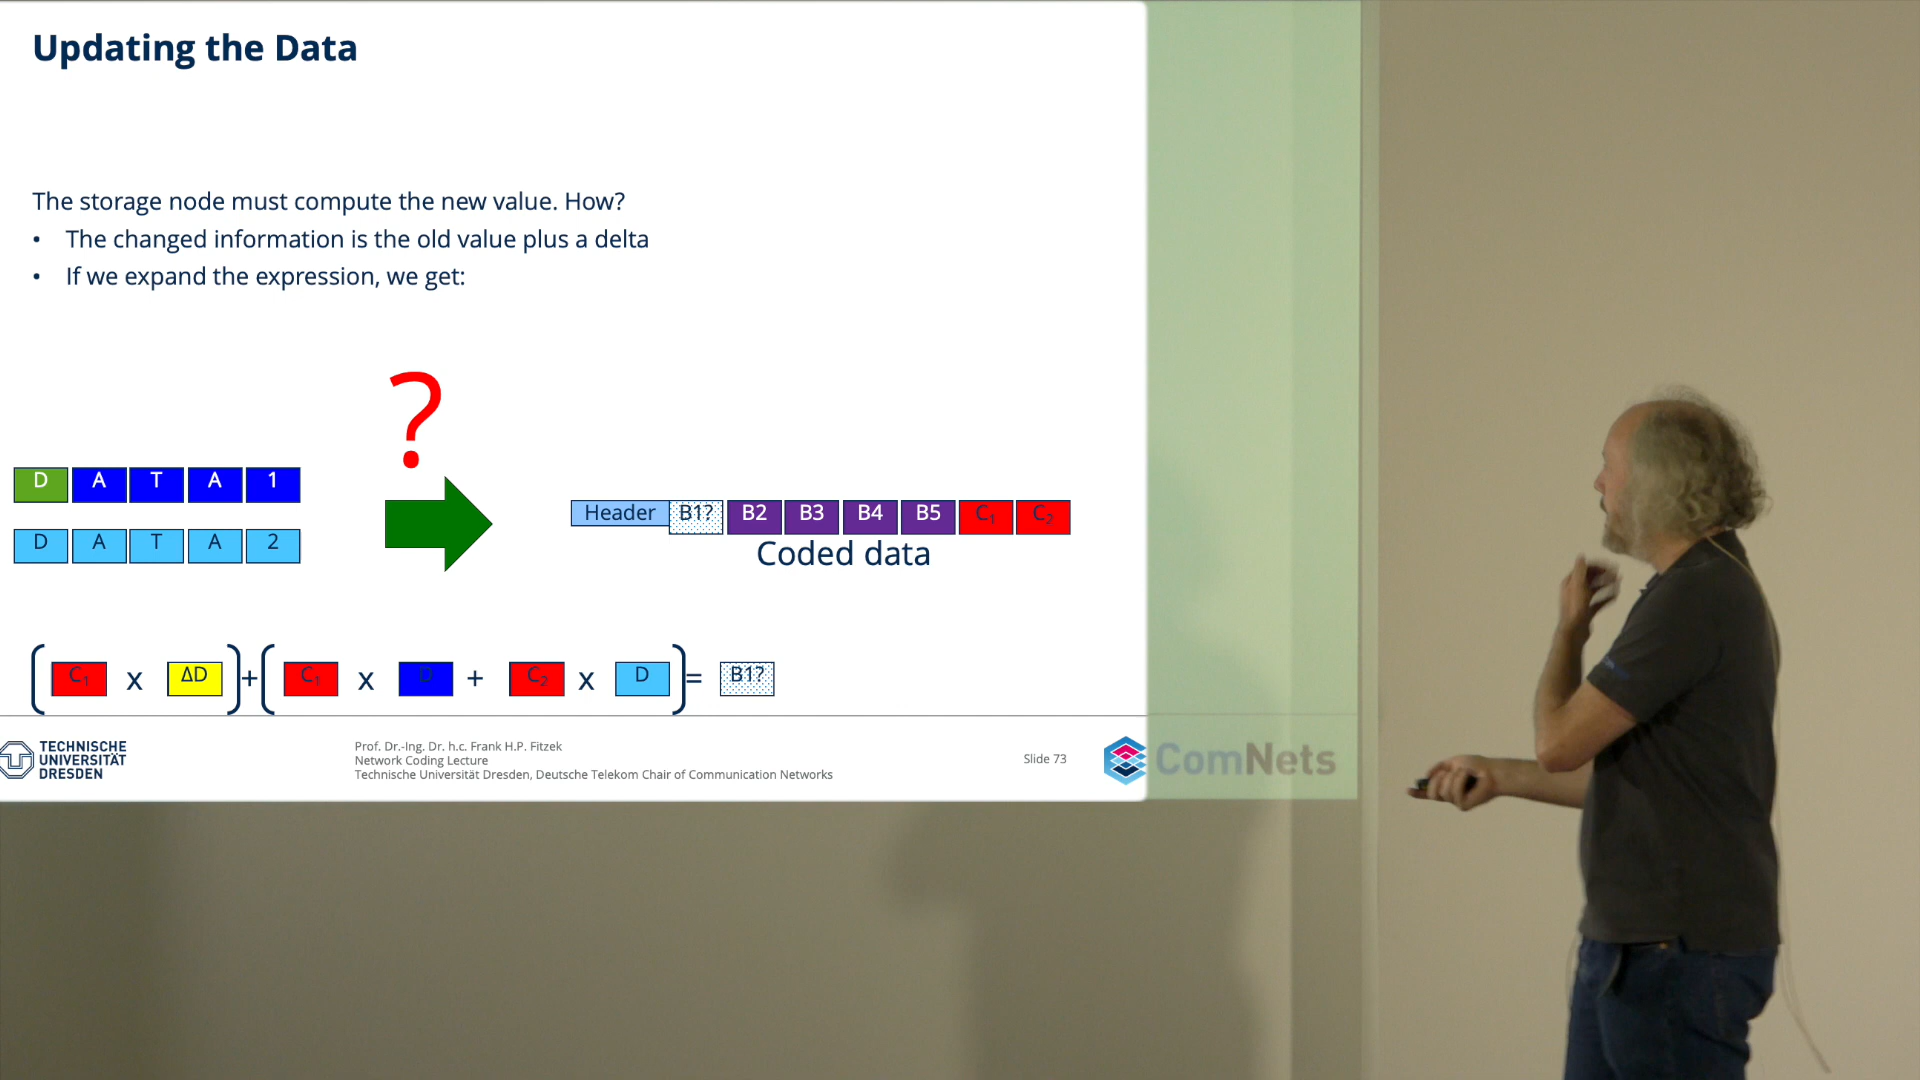 Updating the Data
The storage node must compute the new value. How?
• The changed information is the old value plus a delta
• If we expand the expression, we get:
?
D A T A 1
D A T A 2
Header B1? B2 B3 B4 B5 C₁ C₂
Coded data
( C₁ x ΔD ) + ( C₁ x D + C₂ x D ) = B1?
TECHNISCHE
UNIVERSITÄT
DRESDEN
Prof. Dr.-Ing. Dr. h.c. Frank H.P. Fitzek
Network Coding Lecture
Technische Universität Dresden, Deutsche Telekom Chair of Communication Networks
Slide 73
ComNets